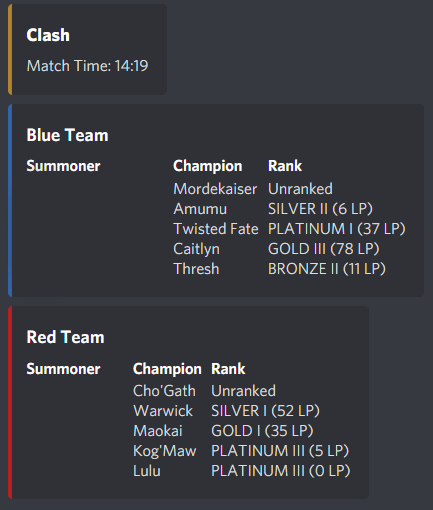 Clash
Match Time: 14:19
Blue Team
Summoner Champion Rank
Mordekaiser Unranked
Amumu SILVER II (6 LP)
Twisted Fate PLATINUM I (37 LP)
Caitlyn GOLD III (78 LP)
Thresh BRONZE II (11 LP)
Red Team
Summoner Champion Rank
Cho'Gath Unranked
Warwick SILVER I (52 LP)
Maokai GOLD I (35 LP)
Kog'Maw PLATINUM III (5 LP)
Lulu PLATINUM III (0 LP)